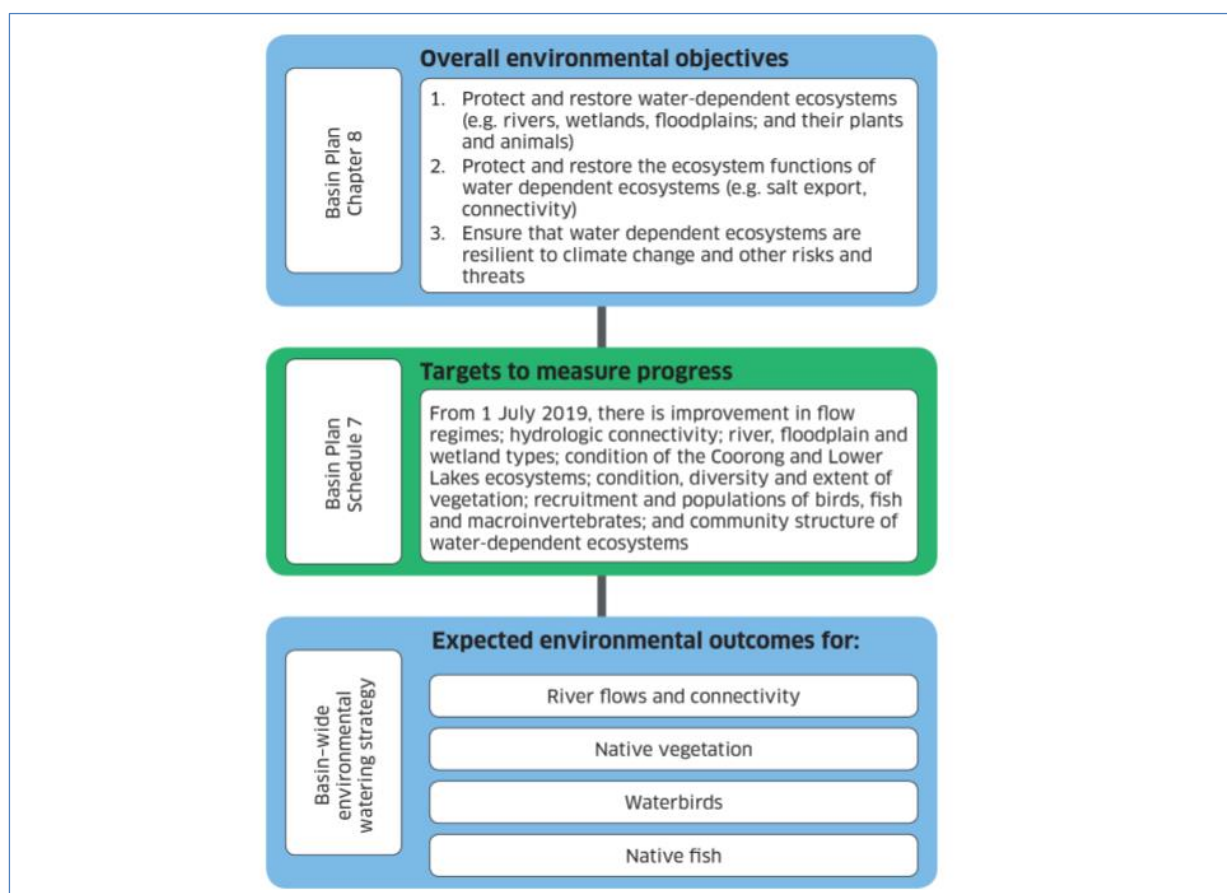 Overall environmental objectives
Basin Plan
Chapter 8
1. Protect and restore water-dependent ecosystems
(e.g. rivers, wetlands, floodplains; and their plants
and animals)
2. Protect and restore the ecosystem functions of
water dependent ecosystems (e.g. salt export,
connectivity)
3. Ensure that water dependent ecosystems are
resilient to climate change and other risks and
threats
Targets to measure progress
Basin Plan
Schedule 7
From 1 July 2019, there is improvement in flow
regimes; hydrologic connectivity; river, floodplain and
wetland types; condition of the Coorong and Lower
Lakes ecosystems; condition, diversity and extent of
vegetation; recruitment and populations of birds, fish
and macroinvertebrates; and community structure of
water-dependent ecosystems
Expected environmental outcomes for:
Basin-wide
environmental
watering strategy
River flows and connectivity
Native vegetation
Waterbirds
Native fish